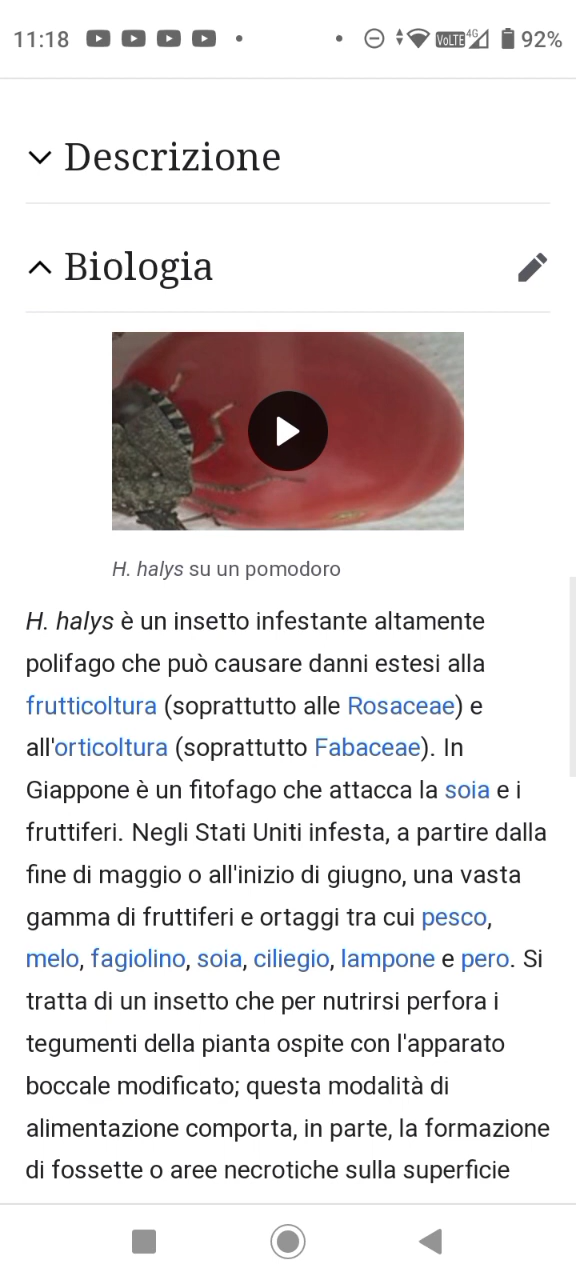 11:18 VoLTE 4G 92%
Descrizione
Biologia
H. halys su un pomodoro
H. halys è un insetto infestante altamente
polifago che può causare danni estesi alla
frutticoltura (soprattutto alle Rosaceae) e
all'orticoltura (soprattutto Fabaceae). In
Giappone è un fitofago che attacca la soia e i
fruttiferi. Negli Stati Uniti infesta, a partire dalla
fine di maggio o all'inizio di giugno, una vasta
gamma di fruttiferi e ortaggi tra cui pesco,
melo, fagiolino, soia, ciliegio, lampone e pero. Si
tratta di un insetto che per nutrirsi perfora i
tegumenti della pianta ospite con l'apparato
boccale modificato; questa modalità di
alimentazione comporta, in parte, la formazione
di fossette o aree necrotiche sulla superficie